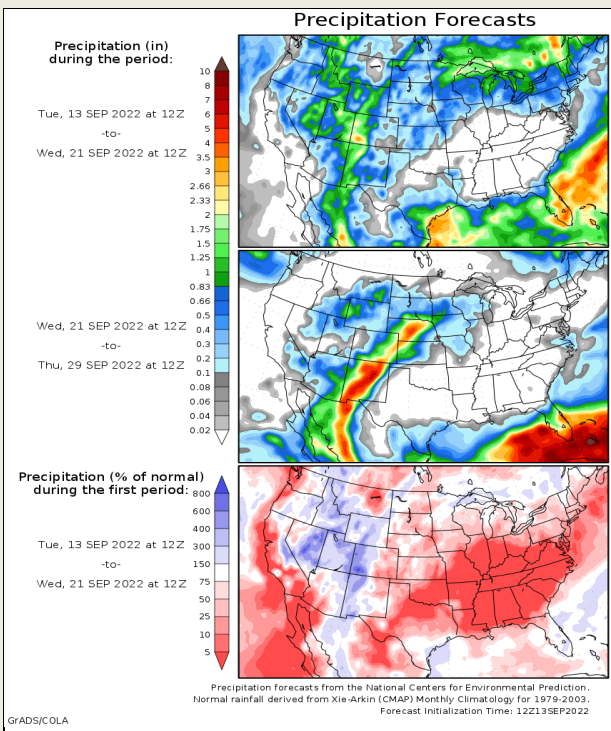 Precipitation Forecasts
Precipitation (in)
during the period:
Tue, 13 SEP 2022 at 12Z
-to-
Wed, 21 SEP 2022 at 12Z
10
8
7
6
5
4
3.5
3
2.66
2.33
2
1.75
1.5
1.25
1
0.83
0.66
0.5
0.4
0.3
0.2
0.1
0.08
0.06
0.04
0.02
Wed, 21 SEP 2022 at 12Z
-to-
Thu, 29 SEP 2022 at 12Z
Precipitation (% of normal)
during the first period:
Tue, 13 SEP 2022 at 12Z
-to-
Wed, 21 SEP 2022 at 12Z
800
600
400
300
150
75
50
25
10
5
Precipitation forecasts from the National Centers for Environmental Prediction.
Normal rainfall derived from Xie-Arkin (CMAP) Monthly Climatology for 1979-2003.
Forecast Initialization Time: 12Z13SEP2022
GrADS/COLA